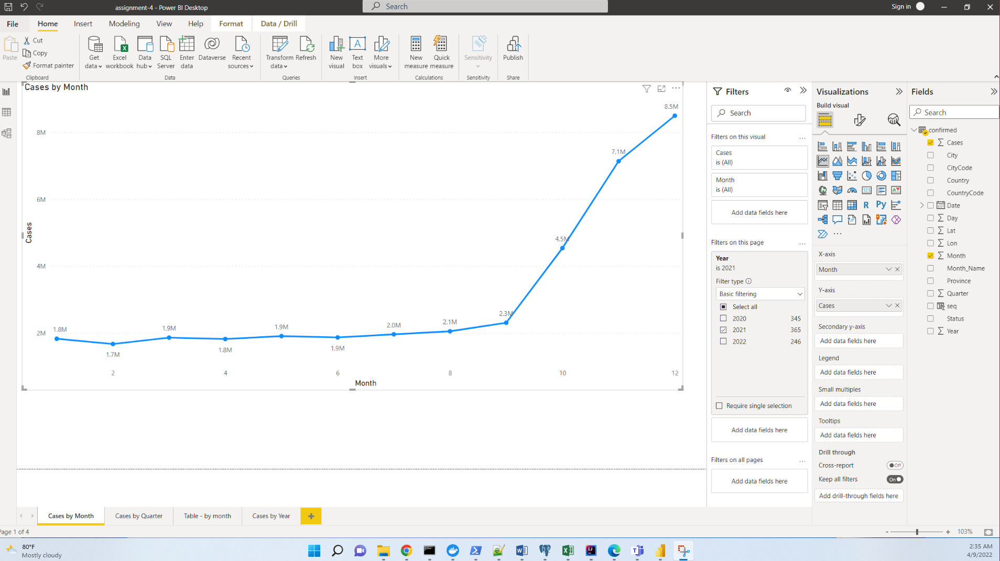 assignment-4 - Power BI Desktop
Search
Sign in
File
Home
Insert
Modeling
View
Help
Format
Data / Drill
Paste
Cut
Copy
Format painter
Clipboard
Get data
Excel workbook
Data hub
SQL Server
Enter data
Dataverse
Recent sources
Data
Transform data
Refresh
Queries
New visual
Text box
More visuals
Insert
New measure
Quick measure
Calculations
Sensitivity
Sensitivity
Publish
Share
Cases by Month
8.5M
8M
7.1M
6M
4.5M
4M
2.3M
2.1M
2.0M
1.9M
1.9M
1.8M
2M
1.9M
1.8M
1.7M
Cases
2
4
6
8
10
12
Month
Filters
Search
Filters on this visual
...
Cases
is (All)
Month
is (All)
Add data fields here
Filters on this page
...
Year
is 2021
Filter type
Basic filtering
Select all
2020 345
2021 365
2022 246
Require single selection
Add data fields here
Filters on all pages
...
Add data fields here
Visualizations
Build visual
123
R
Py
...
X-axis
Month
Y-axis
Cases
Secondary y-axis
Add data fields here
Legend
Add data fields here
Small multiples
Add data fields here
Tooltips
Add data fields here
Drill through
Cross-report
Off
Keep all filters
On
Add drill-through fields here
Fields
Search
confirmed
Cases
City
CityCode
Country
CountryCode
Date
Day
Lat
Lon
Month
Month_Name
Province
Quarter
seq
Status
Year
Cases by Month
Cases by Quarter
Table - by month
Cases by Year
+
Page 1 of 4
- + 103%
80°F
Mostly cloudy
2:35 AM
4/9/2022